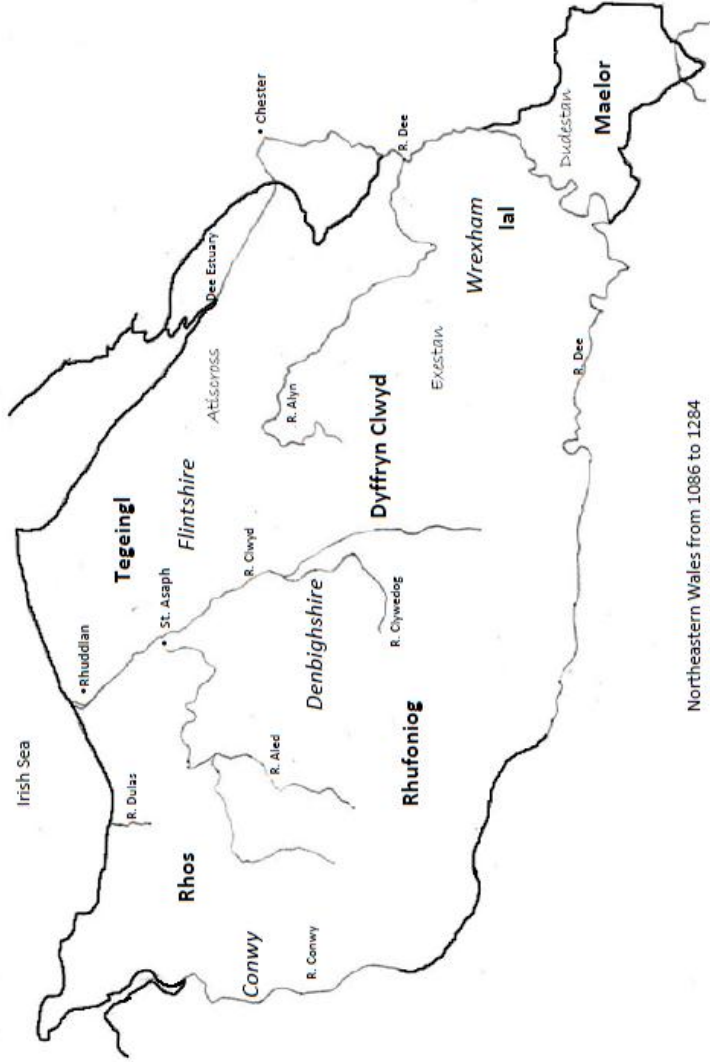 Irish Sea
Rhuddlan
St. Asaph
Tegeingl
Flintshire
Atiscross
Dee Estuary
Chester
R. Dulas
Rhos
Conwy
R. Conwy
R. Aled
Denbighshire
R. Clwyd
R. Clywedog
Rhufoniog
Dyffryn Clwyd
R. Alyn
Exestan
Wrexham
Ial
R. Dee
R. Dee
Dudestan
Maelor
Northeastern Wales from 1086 to 1284